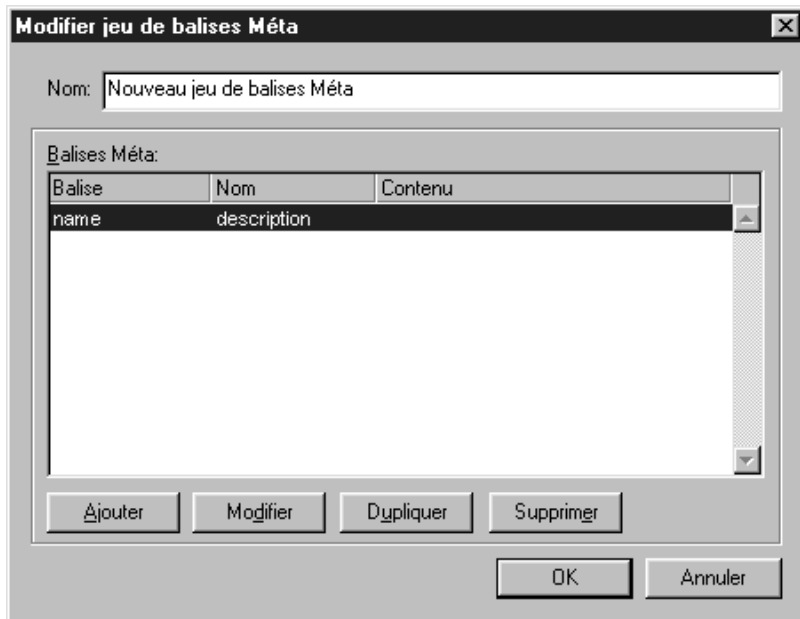 Modifier jeu de balises Méta
Nom: Nouveau jeu de balises Méta
Balises Méta:
Balise Nom Contenu
name description
Ajouter Modifier Dupliquer Supprimer
OK Annuler